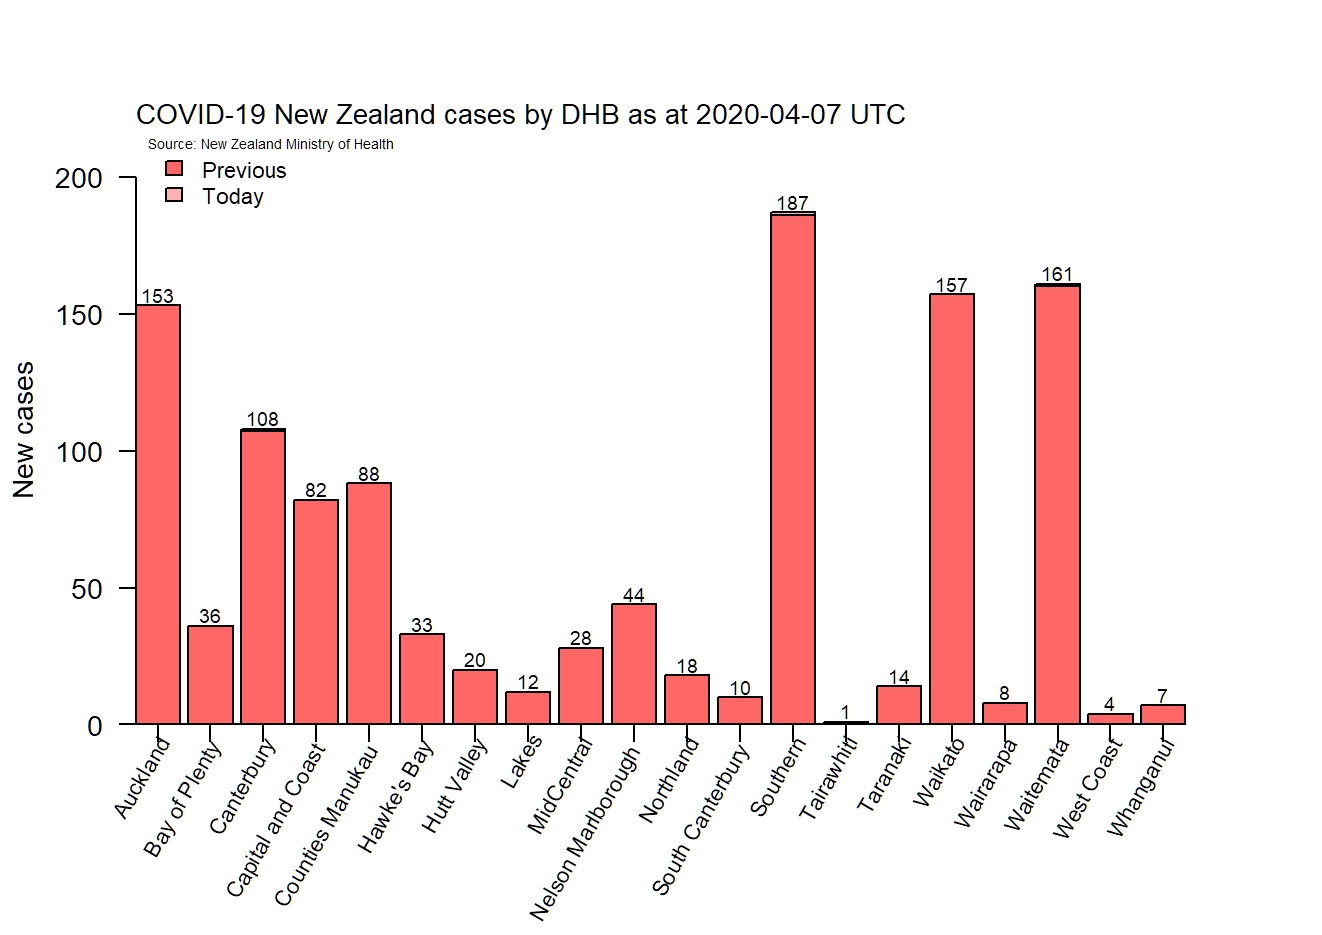 COVID-19 New Zealand cases by DHB as at 2020-04-07 UTC
Source: New Zealand Ministry of Health
Previous
Today
New cases
200
150
100
50
0
153
36
108
82
88
33
20
12
28
44
18
10
187
1
14
157
8
161
4
7
Auckland
Bay of Plenty
Canterbury
Capital and Coast
Counties Manukau
Hawke's Bay
Hutt Valley
Lakes
MidCentral
Nelson Marlborough
Northland
South Canterbury
Southern
Tairawhiti
Taranaki
Waikato
Wairarapa
Waitemata
West Coast
Whanganui